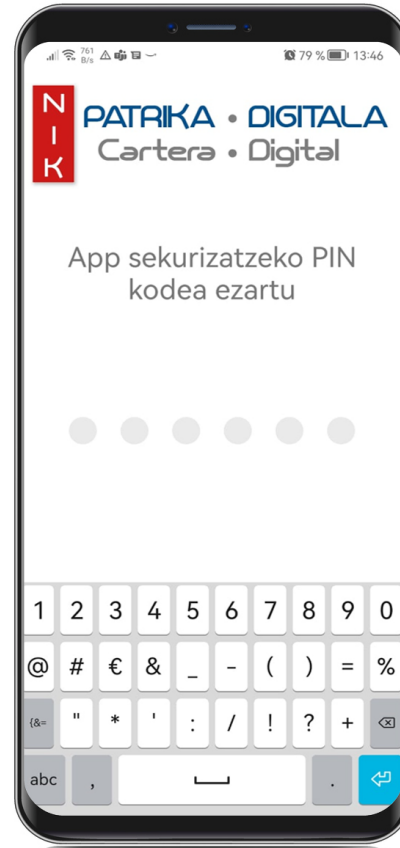 761
B/s
79 %
13:46
N
I
K
PATRIKA • DIGITALA
Cartera • Digital
App sekurizatzeko PIN
kodea ezartu
1 2 3 4 5 6 7 8 9 0
@ # € & _ - ( ) = %
{&= " * ' : / ! ? +
abc , .